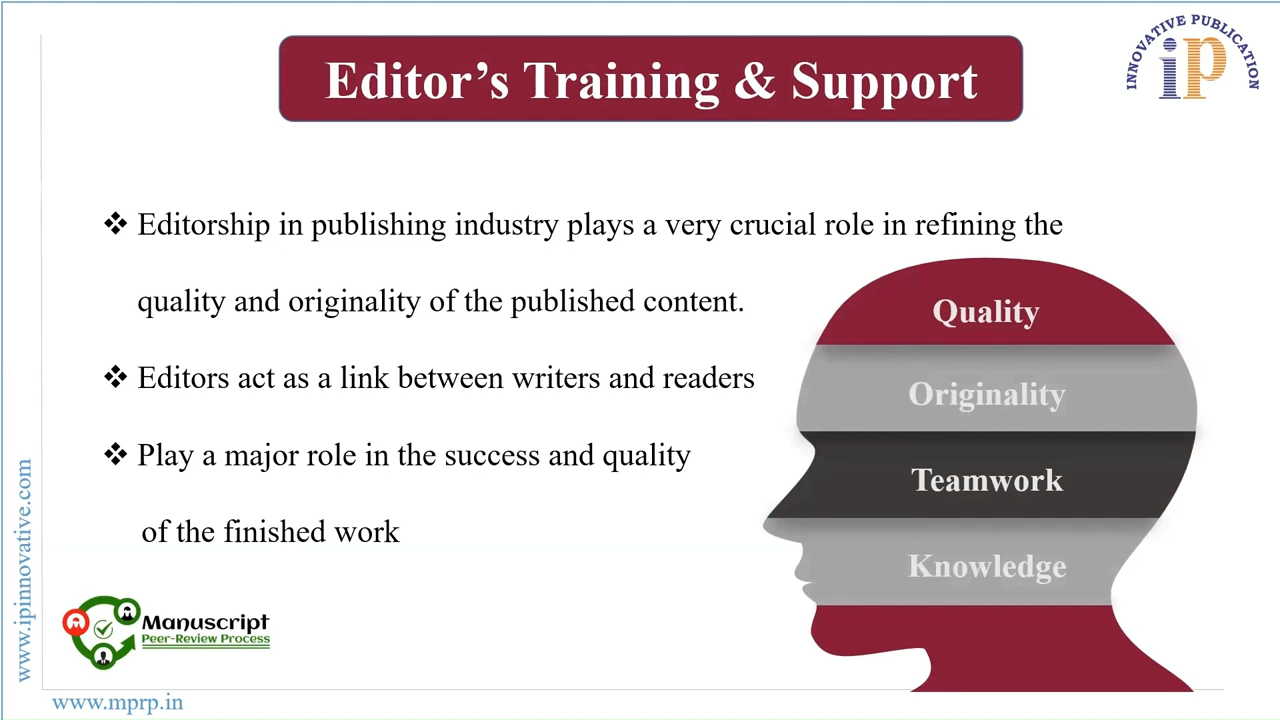 Editor’s Training & Support
INNOVATIVE PUBLICATION
iP
❖ Editorship in publishing industry plays a very crucial role in refining the
quality and originality of the published content.
❖ Editors act as a link between writers and readers
❖ Play a major role in the success and quality
of the finished work
Quality
Originality
Teamwork
Knowledge
Manuscript
Peer-Review Process
www.ipinnovative.com
www.mprp.in